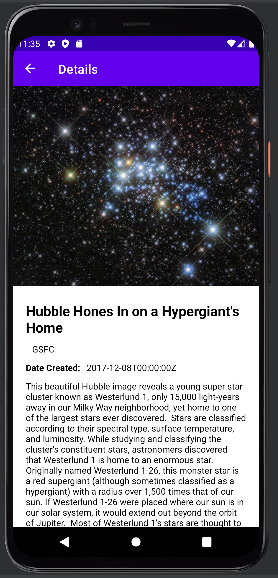 11:35
Details
Hubble Hones In on a Hypergiant's
Home
GSFC
Date Created: 2017-12-08T00:00:00Z
This beautiful Hubble image reveals a young super star
cluster known as Westerlund 1, only 15,000 light-years
away in our Milky Way neighborhood, yet home to one
of the largest stars ever discovered. Stars are classified
according to their spectral type, surface temperature,
and luminosity. While studying and classifying the
cluster's constituent stars, astronomers discovered
that Westerlund 1 is home to an enormous star.
Originally named Westerlund 1-26, this monster star is
a red supergiant (although sometimes classified as a
hypergiant) with a radius over 1,500 times that of our
sun. If Westerlund 1-26 were placed where our sun is in
our solar system, it would extend out beyond the orbit
of Jupiter. Most of Westerlund 1's stars are thought to